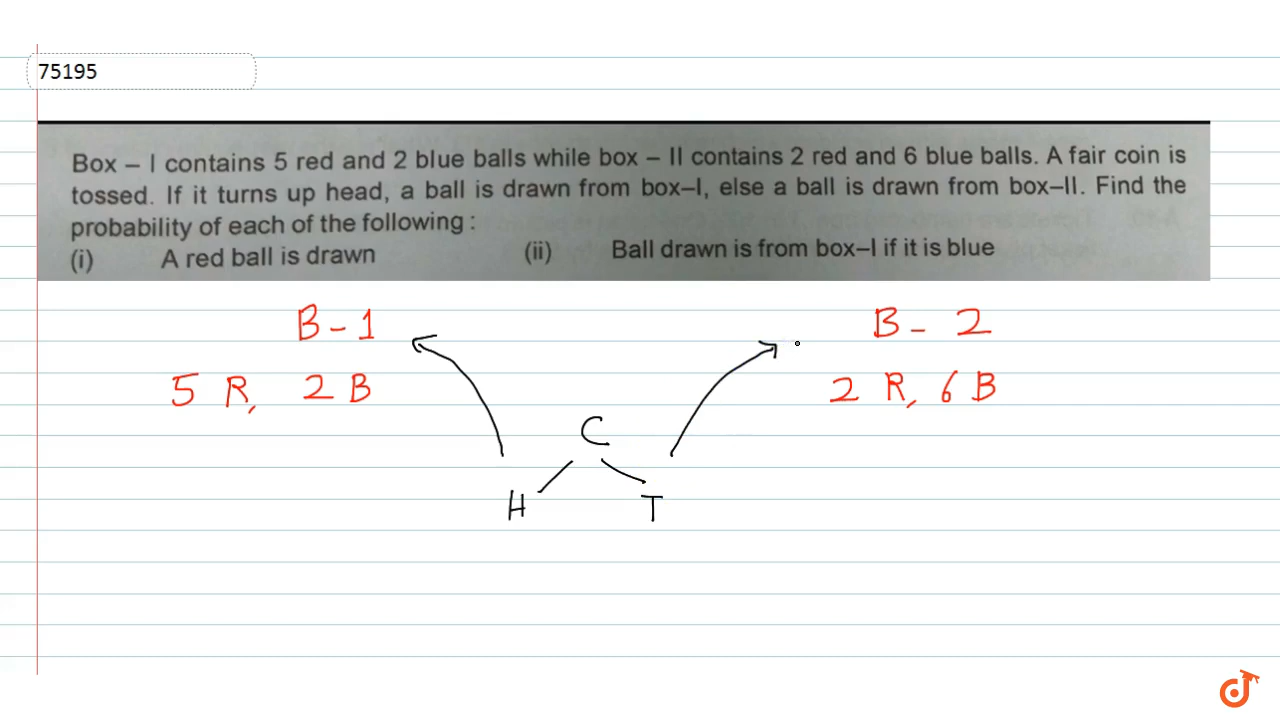 75195
Box – I contains 5 red and 2 blue balls while box – II contains 2 red and 6 blue balls. A fair coin is
tossed. If it turns up head, a ball is drawn from box–I, else a ball is drawn from box–II. Find the
probability of each of the following :
(i) A red ball is drawn (ii) Ball drawn is from box–I if it is blue
B - 1 B - 2
5 R, 2 B 2 R, 6 B
C
H T